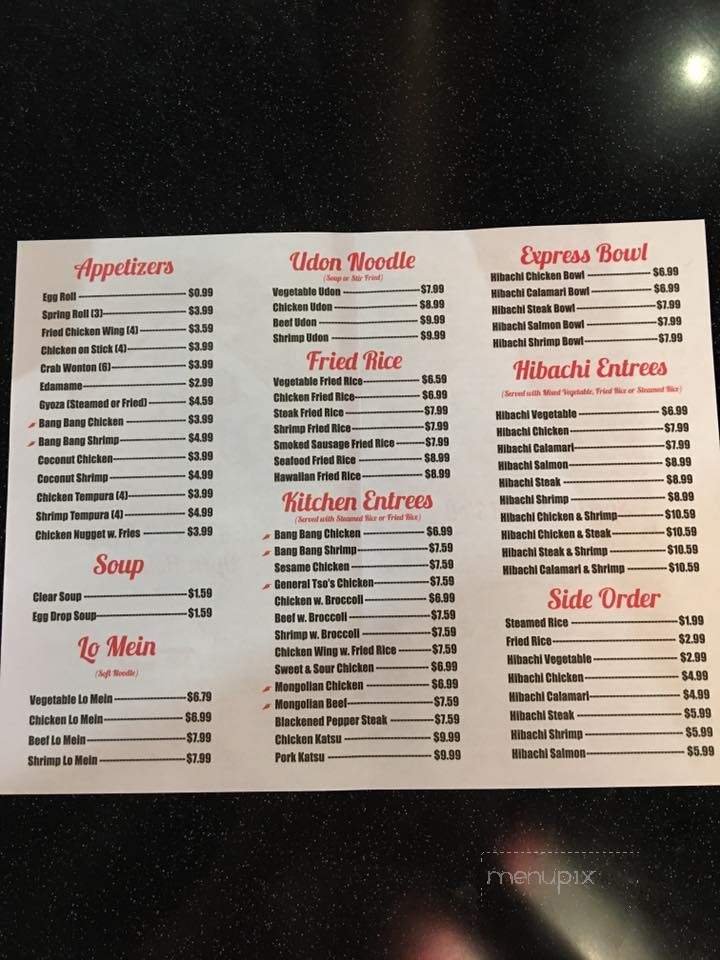 Appetizers
Egg Roll $0.99
Spring Roll (3) $3.99
Fried Chicken Wing (4) $3.59
Chicken on Stick (4) $3.99
Crab Wonton (6) $3.99
Edamame $2.99
Gyoza (Steamed or Fried) $4.59
Bang Bang Chicken $3.99
Bang Bang Shrimp $4.99
Coconut Chicken $3.99
Coconut Shrimp $4.99
Chicken Tempura (4) $3.99
Shrimp Tempura (4) $4.99
Chicken Nugget w. Fries $3.99
Soup
Clear Soup $1.59
Egg Drop Soup $1.59
Lo Mein
(Soft Noodle)
Vegetable Lo Mein $6.79
Chicken Lo Mein $6.99
Beef Lo Mein $7.99
Shrimp Lo Mein $7.99
Udon Noodle
(Soup or Stir Fried)
Vegetable Udon $7.99
Chicken Udon $8.99
Beef Udon $9.99
Shrimp Udon $9.99
Fried Rice
Vegetable Fried Rice $6.59
Chicken Fried Rice $6.99
Steak Fried Rice $7.99
Shrimp Fried Rice $7.99
Smoked Sausage Fried Rice $7.99
Seafood Fried Rice $8.99
Hawaiian Fried Rice $8.99
Kitchen Entrees
(Served with Steamed Rice or Fried Rice)
Bang Bang Chicken $6.99
Bang Bang Shrimp $7.59
Sesame Chicken $7.59
General Tso's Chicken $7.59
Chicken w. Broccoli $6.99
Beef w. Broccoli $7.59
Shrimp w. Broccoli $7.59
Chicken Wing w. Fried Rice $7.59
Sweet & Sour Chicken $6.99
Mongolian Chicken $6.99
Mongolian Beef $7.59
Blackened Pepper Steak $7.59
Chicken Katsu $9.99
Pork Katsu $9.99
Express Bowl
Hibachi Chicken Bowl $6.99
Hibachi Calamari Bowl $6.99
Hibachi Steak Bowl $7.99
Hibachi Salmon Bowl $7.99
Hibachi Shrimp Bowl $7.99
Hibachi Entrees
(Served with Mixed Vegetable, Fried Rice or Steamed Rice)
Hibachi Vegetable $6.99
Hibachi Chicken $7.99
Hibachi Calamari $7.99
Hibachi Salmon $8.99
Hibachi Steak $8.99
Hibachi Shrimp $8.99
Hibachi Chicken & Shrimp $10.59
Hibachi Chicken & Steak $10.59
Hibachi Steak & Shrimp $10.59
Hibachi Calamari & Shrimp $10.59
Side Order
Steamed Rice $1.99
Fried Rice $2.99
Hibachi Vegetable $2.99
Hibachi Chicken $4.99
Hibachi Calamari $4.99
Hibachi Steak $5.99
Hibachi Shrimp $5.99
Hibachi Salmon $5.99
menupix